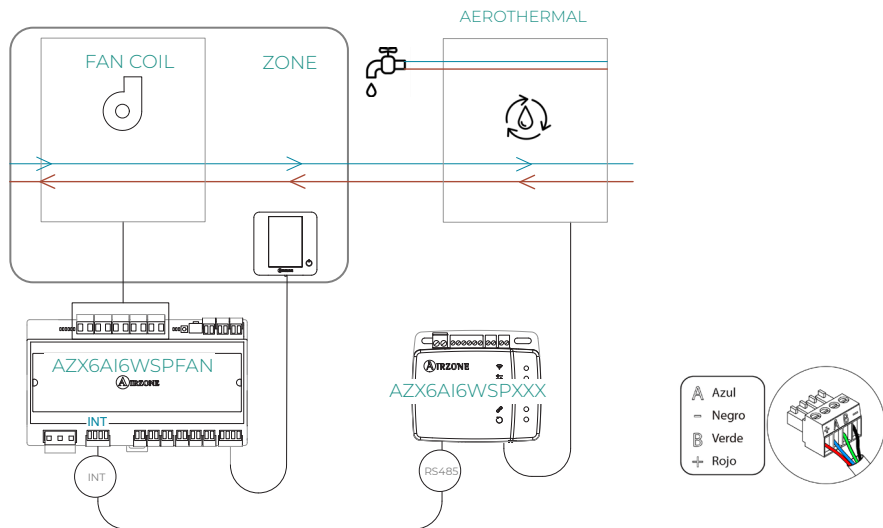 AEROTHERMAL
FAN COIL
ZONE
AZX6AI6WSPFAN
AIRZONE
INT
INT
AIRZONE
AZX6AI6WSPXXX
RS485
A Azul
- Negro
B Verde
+ Rojo
+ A B -